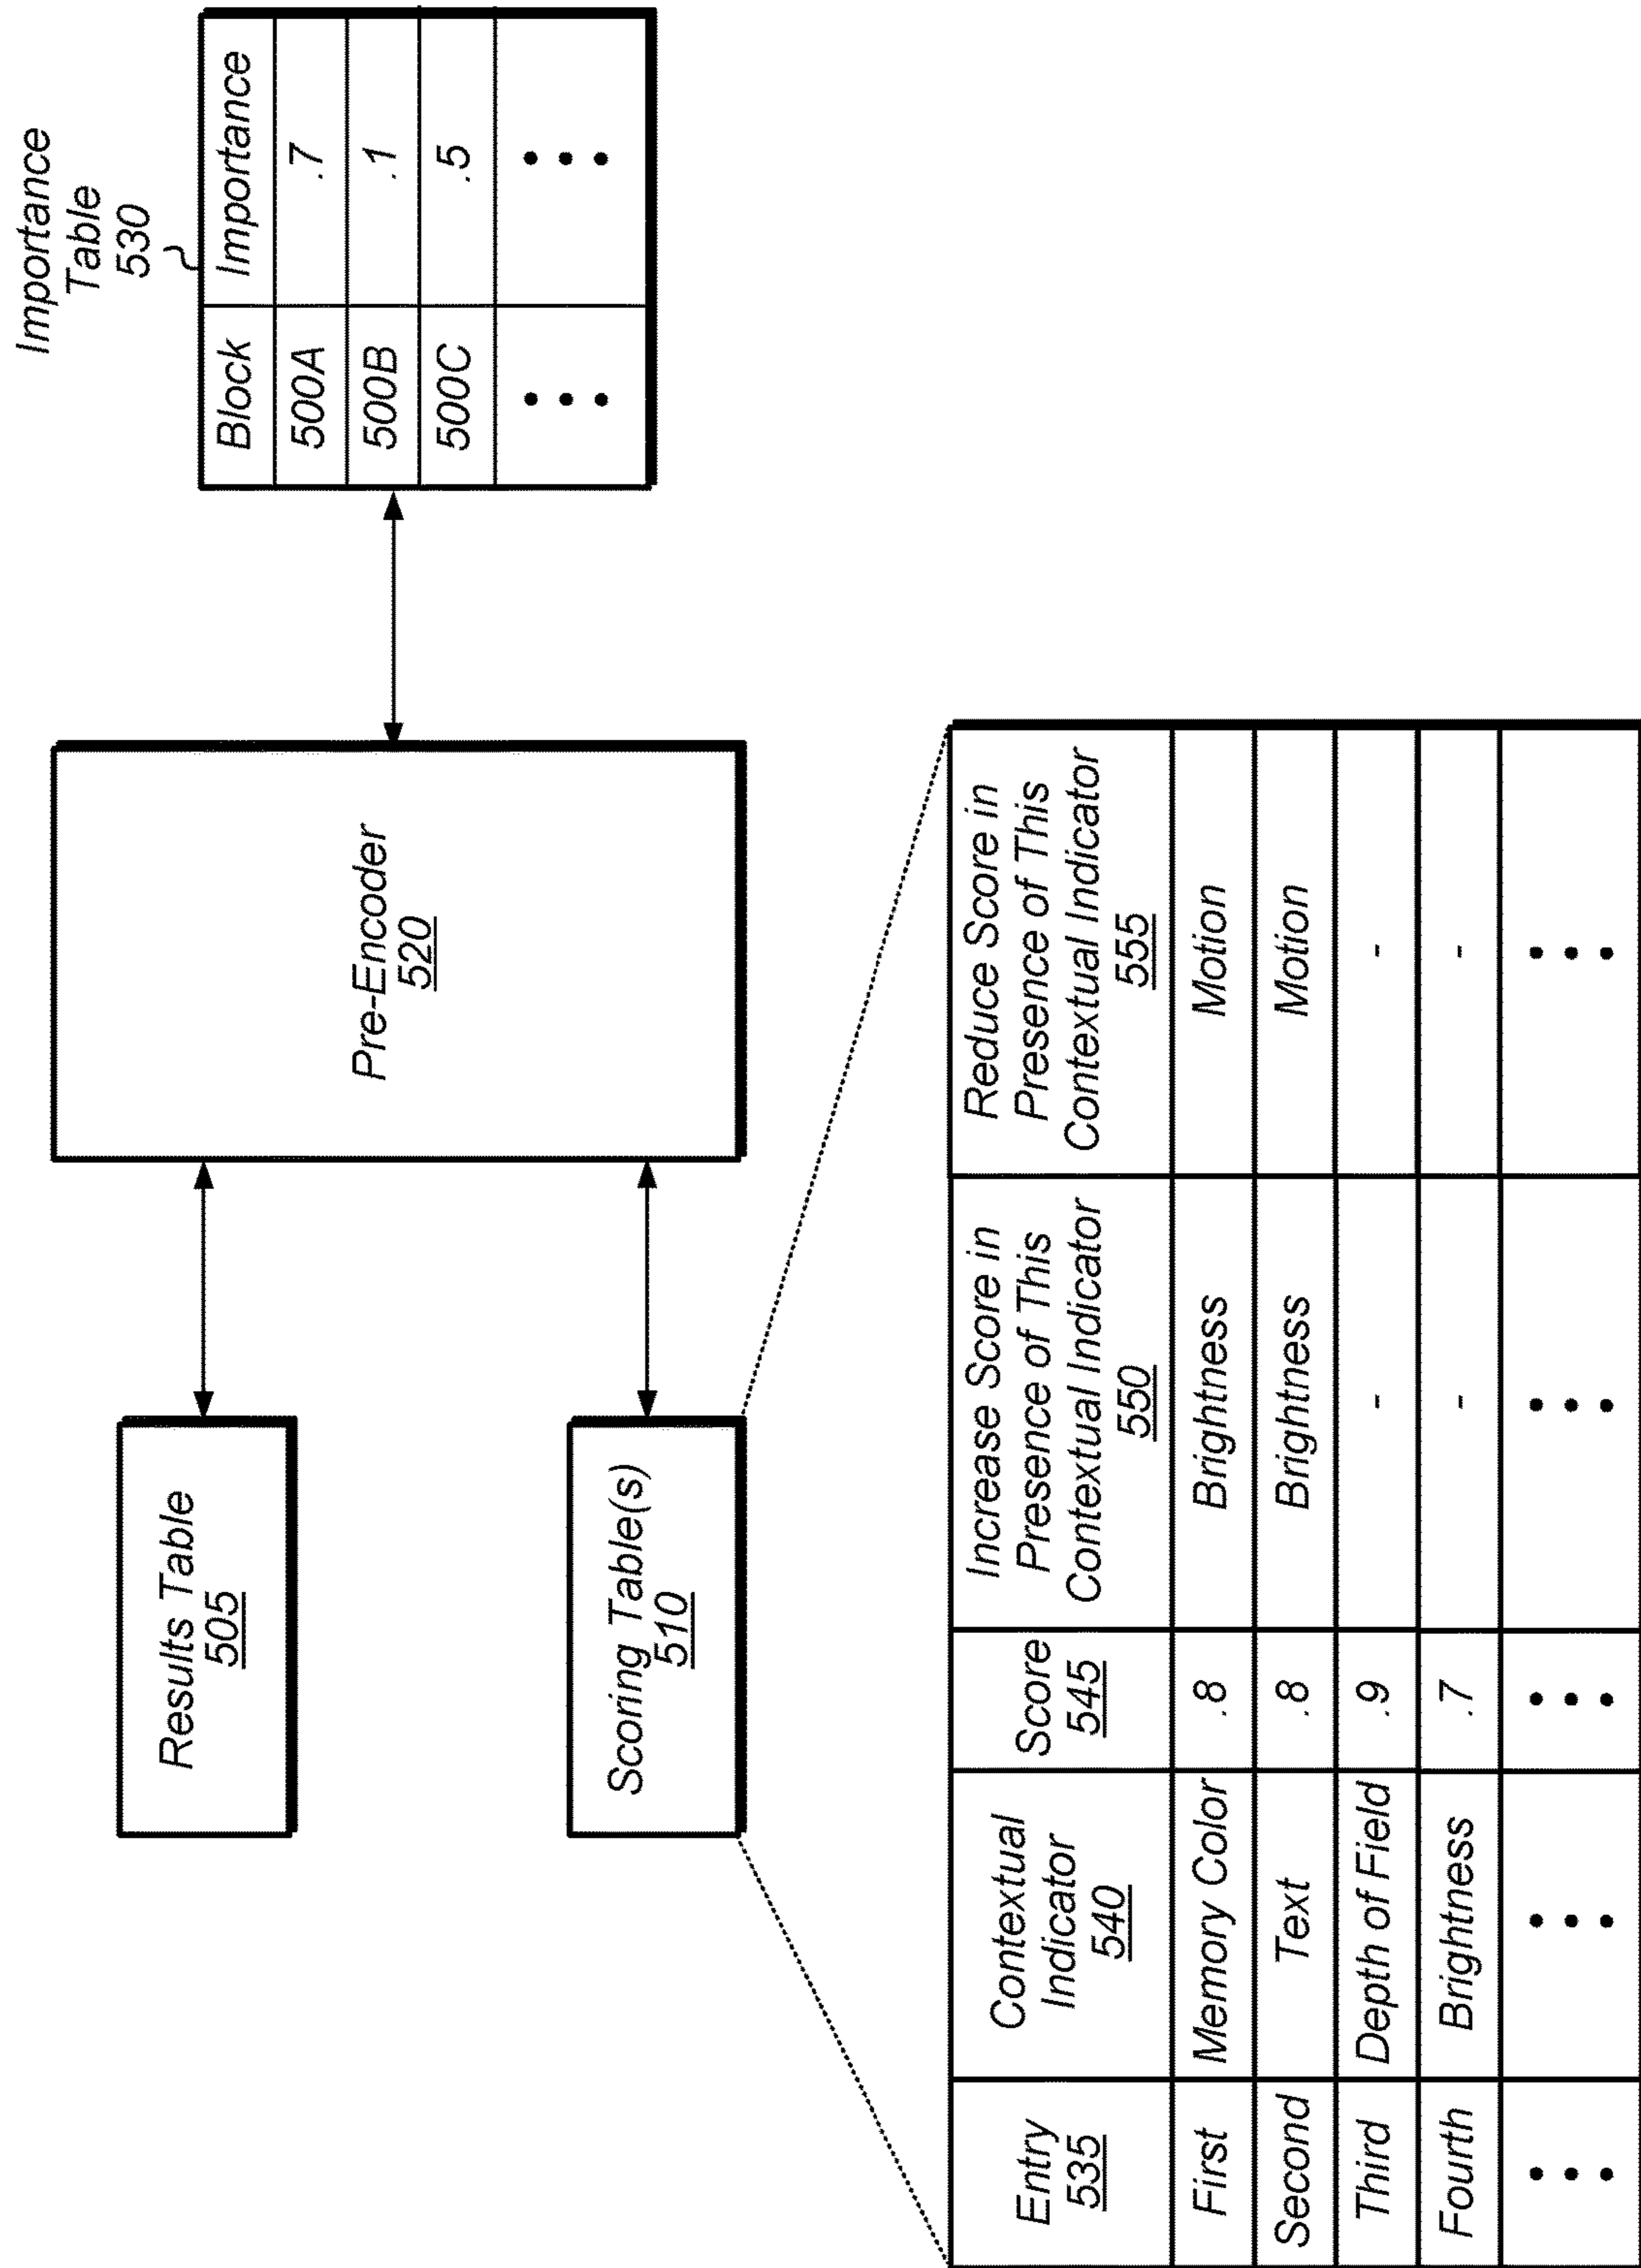 Results Table
505
Scoring Table(s)
510
Pre-Encoder
520
Importance
Table
530
Block Importance
500A .7
500B .1
500C .5
Entry
535
Contextual
Indicator
540
Score
545
Increase Score in
Presence of This
Contextual Indicator
550
Reduce Score in
Presence of This
Contextual Indicator
555
First Memory Color .8 Brightness Motion
Second Text .8 Brightness Motion
Third Depth of Field .9 - -
Fourth Brightness .7 - -